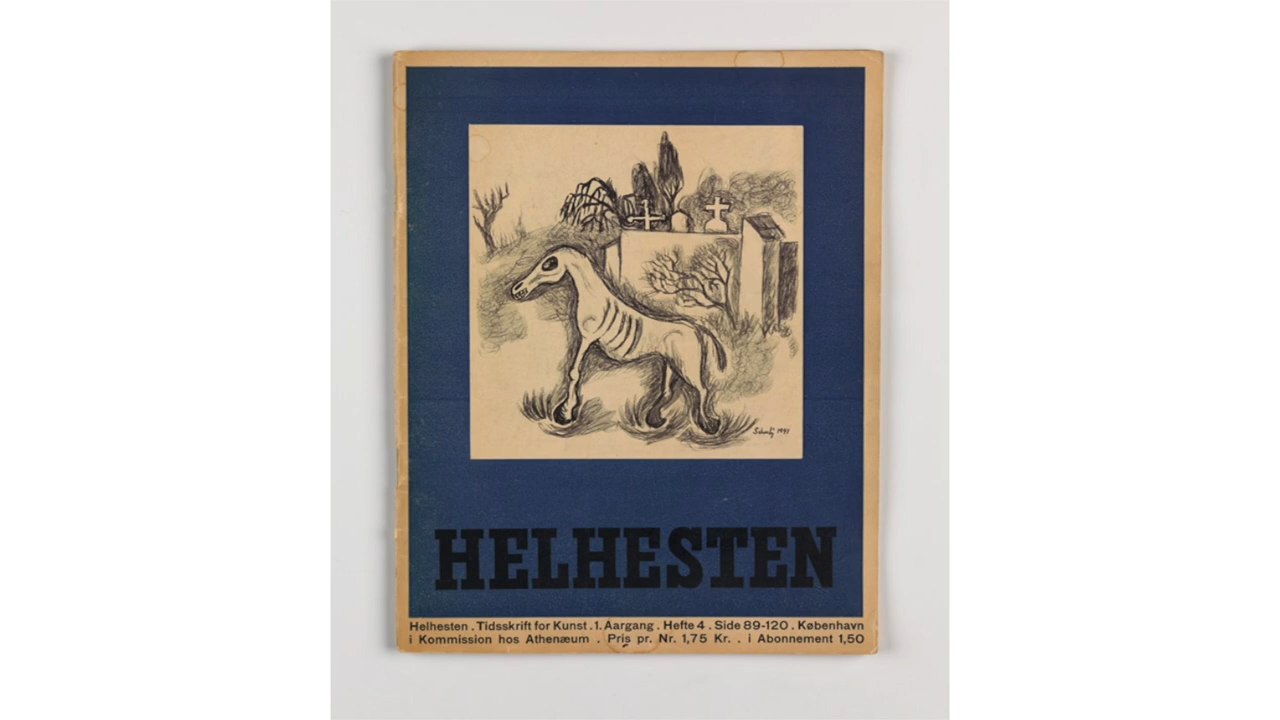 1941
HELHESTEN
Helhesten . Tidsskrift for Kunst . 1. Aargang . Hefte 4 . Side 89-120 . København
i Kommission hos Athenæum . Pris pr. Nr. 1,75 Kr. . i Abonnement 1,50